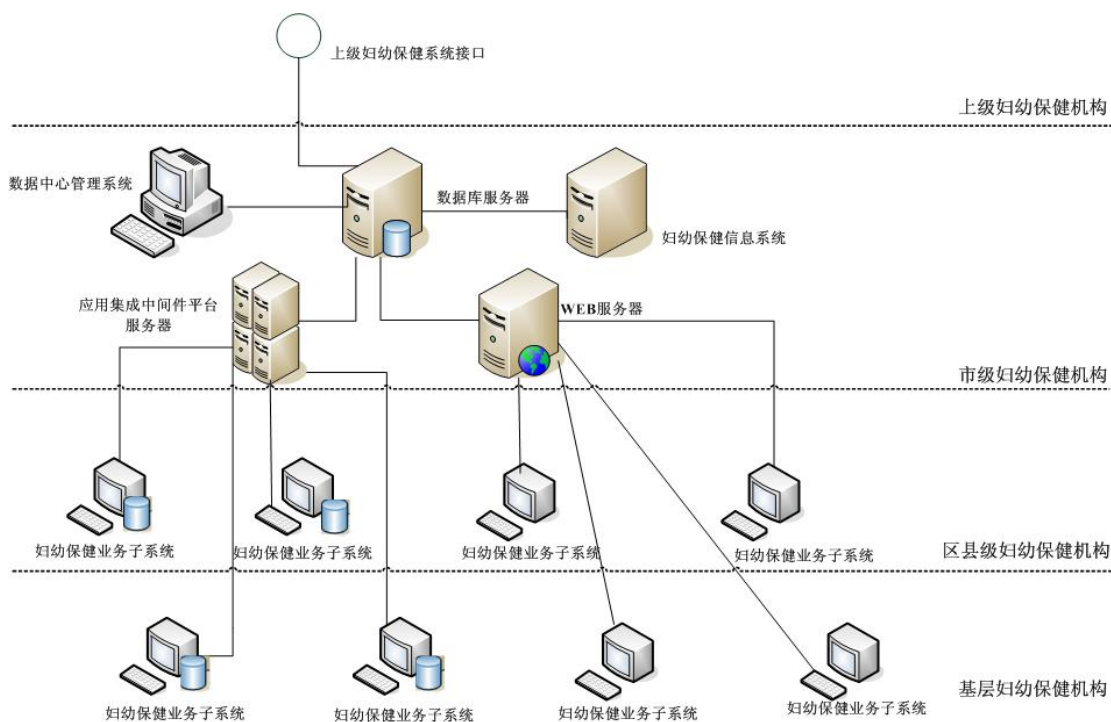 上级妇幼保健系统接口
上级妇幼保健机构
数据中心管理系统
数据库服务器
妇幼保健信息系统
应用集成中间件平台
服务器
WEB服务器
市级妇幼保健机构
妇幼保健业务子系统
妇幼保健业务子系统
妇幼保健业务子系统
妇幼保健业务子系统
区县级妇幼保健机构
妇幼保健业务子系统
妇幼保健业务子系统
妇幼保健业务子系统
妇幼保健业务子系统
基层妇幼保健机构